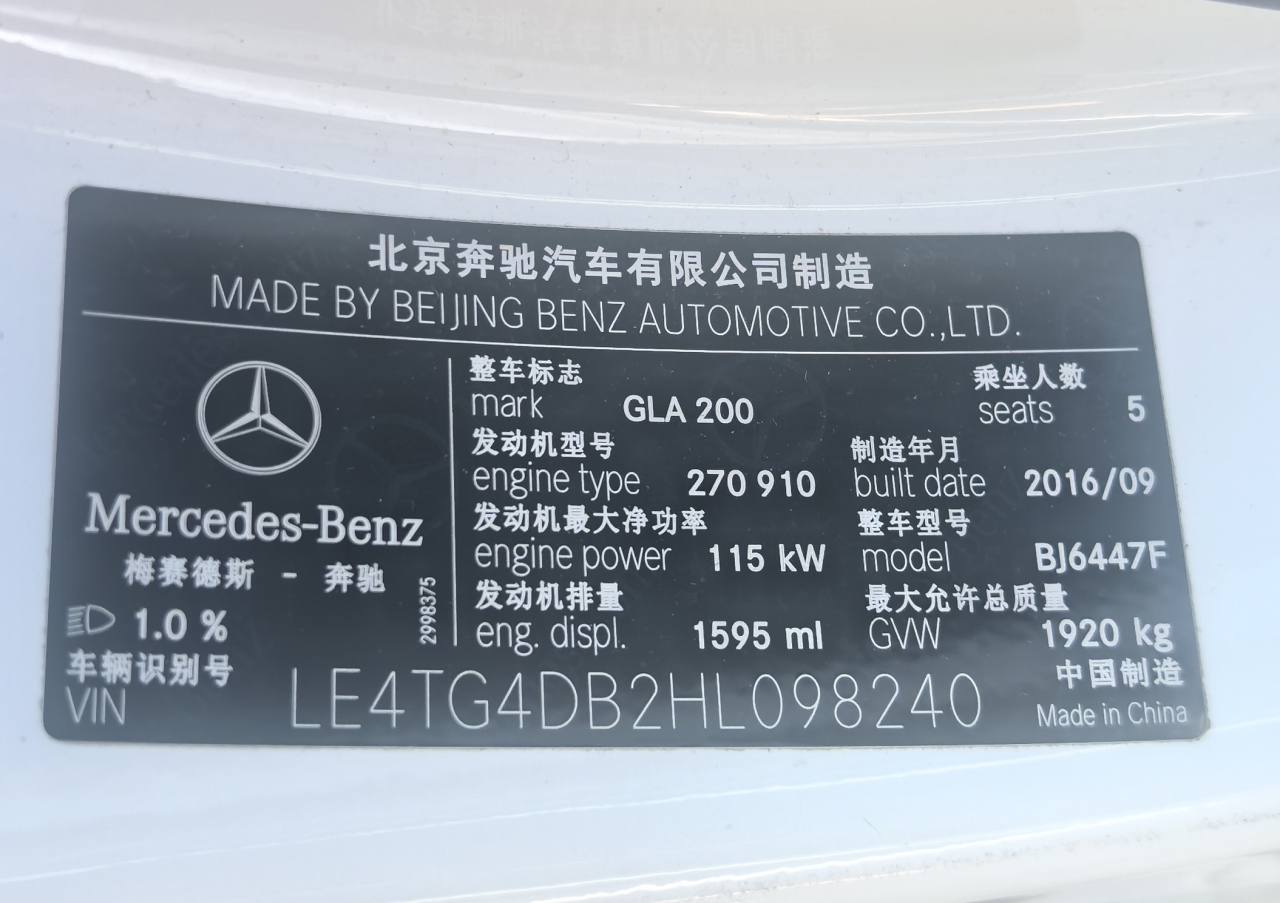 北京奔驰汽车有限公司制造
MADE BY BEIJING BENZ AUTOMOTIVE CO.,LTD.
Mercedes-Benz
梅赛德斯 - 奔驰
1.0 %
2998375
整车标志
mark GLA 200
乘坐人数
seats 5
发动机型号
engine type 270 910
制造年月
built date 2016/09
发动机最大净功率
engine power 115 kW
整车型号
model BJ6447F
发动机排量
eng. displ. 1595 ml
最大允许总质量
GVW 1920 kg
车辆识别号
VIN LE4TG4DB2HL098240
中国制造
Made in China